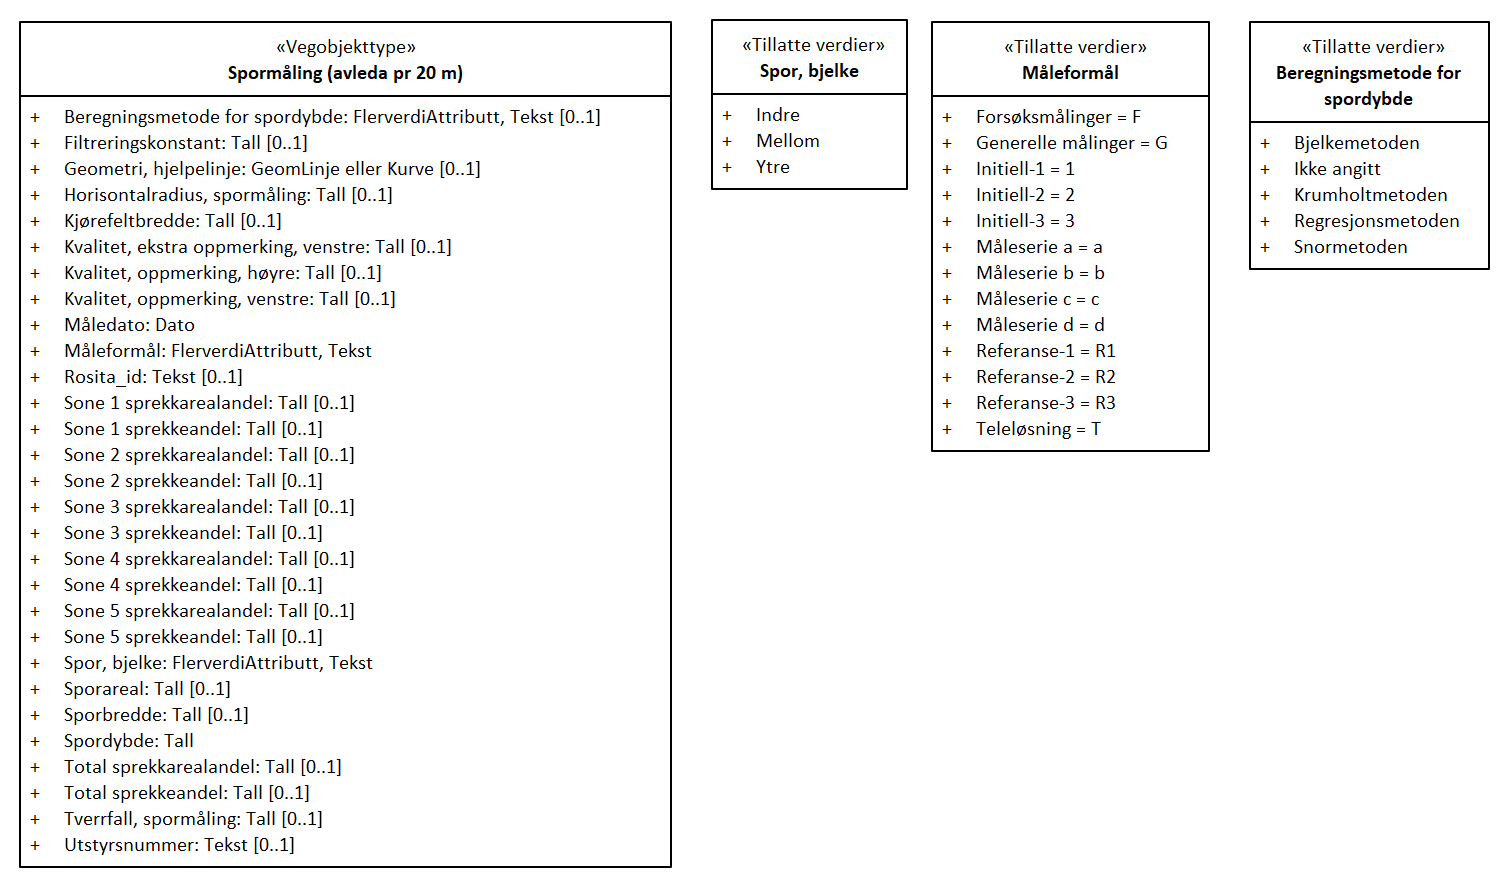 «Vegobjekttype»
Spormåling (avleda pr 20 m)
+ Beregningsmetode for spordybde: FlerverdiAttributt, Tekst [0..1]
+ Filtreringskonstant: Tall [0..1]
+ Geometri, hjelpelinje: GeomLinje eller Kurve [0..1]
+ Horisontalradius, spormåling: Tall [0..1]
+ Kjørefeltbredde: Tall [0..1]
+ Kvalitet, ekstra oppmerking, venstre: Tall [0..1]
+ Kvalitet, oppmerking, høyre: Tall [0..1]
+ Kvalitet, oppmerking, venstre: Tall [0..1]
+ Måledato: Dato
+ Måleformål: FlerverdiAttributt, Tekst
+ Rosita_id: Tekst [0..1]
+ Sone 1 sprekkarealandel: Tall [0..1]
+ Sone 1 sprekkeandel: Tall [0..1]
+ Sone 2 sprekkarealandel: Tall [0..1]
+ Sone 2 sprekkeandel: Tall [0..1]
+ Sone 3 sprekkarealandel: Tall [0..1]
+ Sone 3 sprekkeandel: Tall [0..1]
+ Sone 4 sprekkarealandel: Tall [0..1]
+ Sone 4 sprekkeandel: Tall [0..1]
+ Sone 5 sprekkarealandel: Tall [0..1]
+ Sone 5 sprekkeandel: Tall [0..1]
+ Spor, bjelke: FlerverdiAttributt, Tekst
+ Sporareal: Tall [0..1]
+ Sporbredde: Tall [0..1]
+ Spordybde: Tall
+ Total sprekkarealandel: Tall [0..1]
+ Total sprekkeandel: Tall [0..1]
+ Tverrfall, spormåling: Tall [0..1]
+ Utstyrsnummer: Tekst [0..1]
«Tillatte verdier»
Spor, bjelke
+ Indre
+ Mellom
+ Ytre
«Tillatte verdier»
Måleformål
+ Forsøksmålinger = F
+ Generelle målinger = G
+ Initiell-1 = 1
+ Initiell-2 = 2
+ Initiell-3 = 3
+ Måleserie a = a
+ Måleserie b = b
+ Måleserie c = c
+ Måleserie d = d
+ Referanse-1 = R1
+ Referanse-2 = R2
+ Referanse-3 = R3
+ Teleløsning = T
«Tillatte verdier»
Beregningsmetode for
spordybde
+ Bjelkemetoden
+ Ikke angitt
+ Krumholtmetoden
+ Regresjonsmetoden
+ Snormetoden